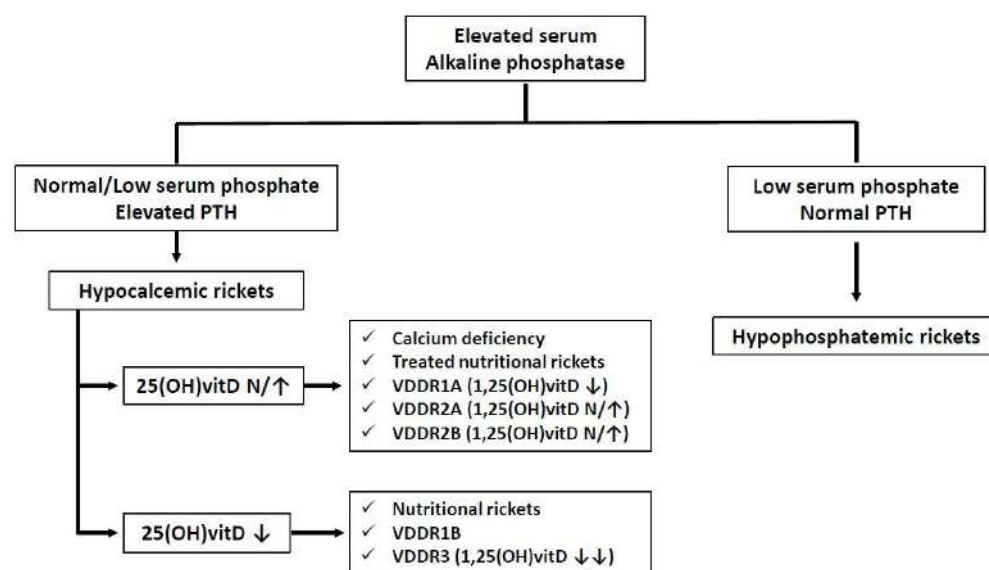 Elevated serum
Alkaline phosphatase
Normal/Low serum phosphate
Elevated PTH
Low serum phosphate
Normal PTH
Hypocalcemic rickets
Hypophosphatemic rickets
25(OH)vitD N/↑
✓ Calcium deficiency
✓ Treated nutritional rickets
✓ VDDR1A (1,25(OH)vitD ↓)
✓ VDDR2A (1,25(OH)vitD N/↑)
✓ VDDR2B (1,25(OH)vitD N/↑)
25(OH)vitD ↓
✓ Nutritional rickets
✓ VDDR1B
✓ VDDR3 (1,25(OH)vitD ↓↓)